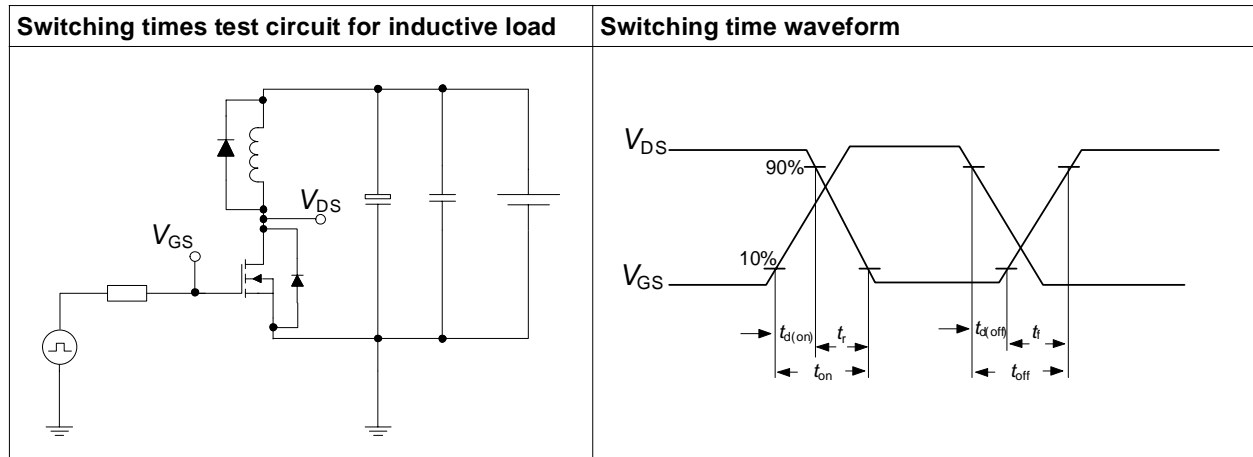 Switching times test circuit for inductive load
Switching time waveform
VDS
VGS
VDS
90%
10%
VGS
td(on)
tr
td(off)
tf
ton
toff